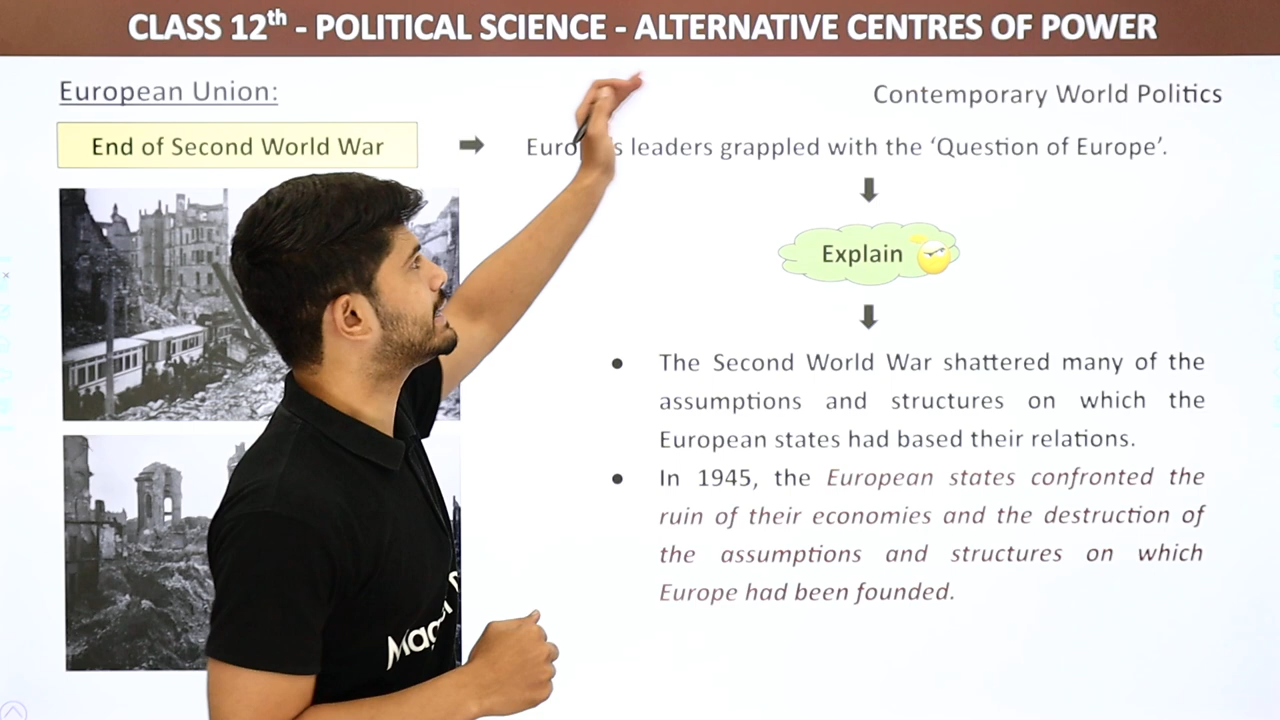 CLASS 12th - POLITICAL SCIENCE - ALTERNATIVE CENTRES OF POWER
European Union:
Contemporary World Politics
End of Second World War
leaders grappled with the ‘Question of Europe’.
Explain
● The Second World War shattered many of the
assumptions and structures on which the
European states had based their relations.
● In 1945, the European states confronted the
ruin of their economies and the destruction of
the assumptions and structures on which
Europe had been founded.